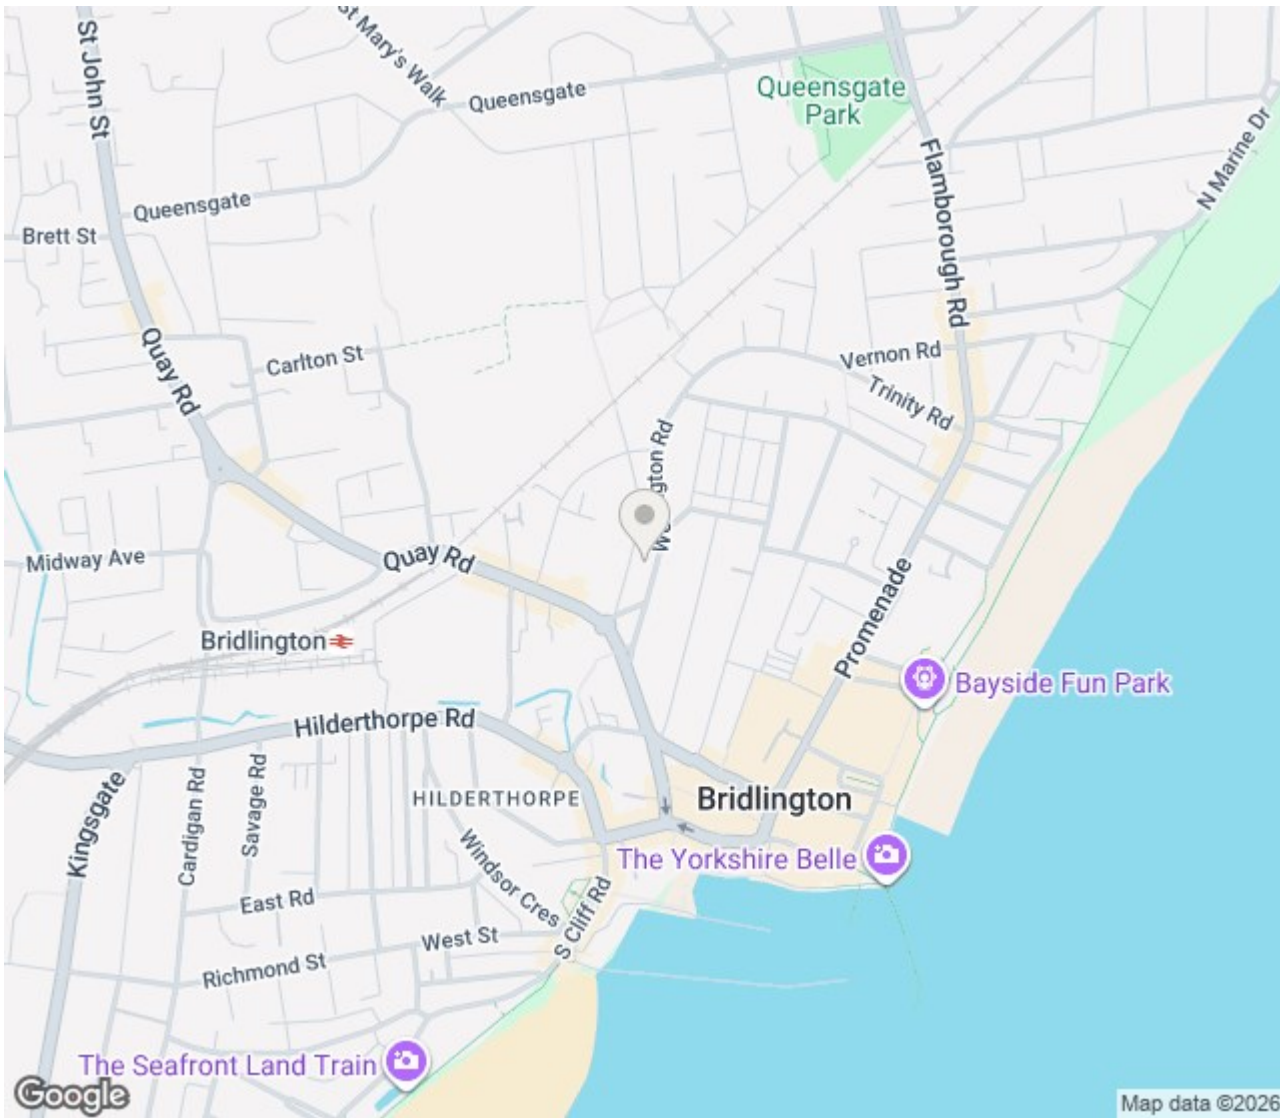 St John St
St Mary's Walk
Queensgate
Queensgate
Park
N Marine Dr
Flamborough Rd
Queensgate
Brett St
Quay Rd
Carlton St
Vernon Rd
Trinity Rd
gton Rd
Midway Ave
Quay Rd
Promenade
Bridlington
Bayside Fun Park
Hilderthorpe Rd
Kingsgate
Cardigan Rd
Savage Rd
HILDERTHORPE
Bridlington
Windsor Cres
The Yorkshire Belle
East Rd
S Cliff Rd
West St
Richmond St
The Seafront Land Train
Google
Map data ©2026